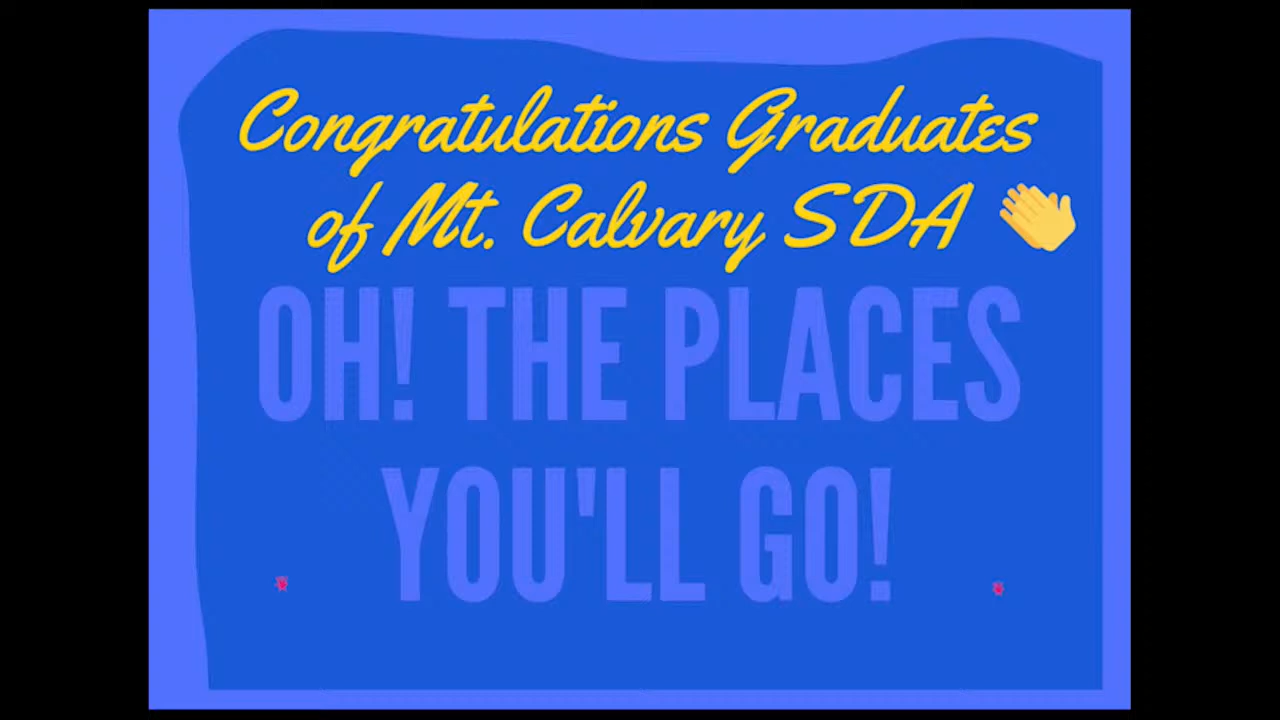 Congratulations Graduates
of Mt. Calvary SDA 👏
OH! THE PLACES
YOU'LL GO!